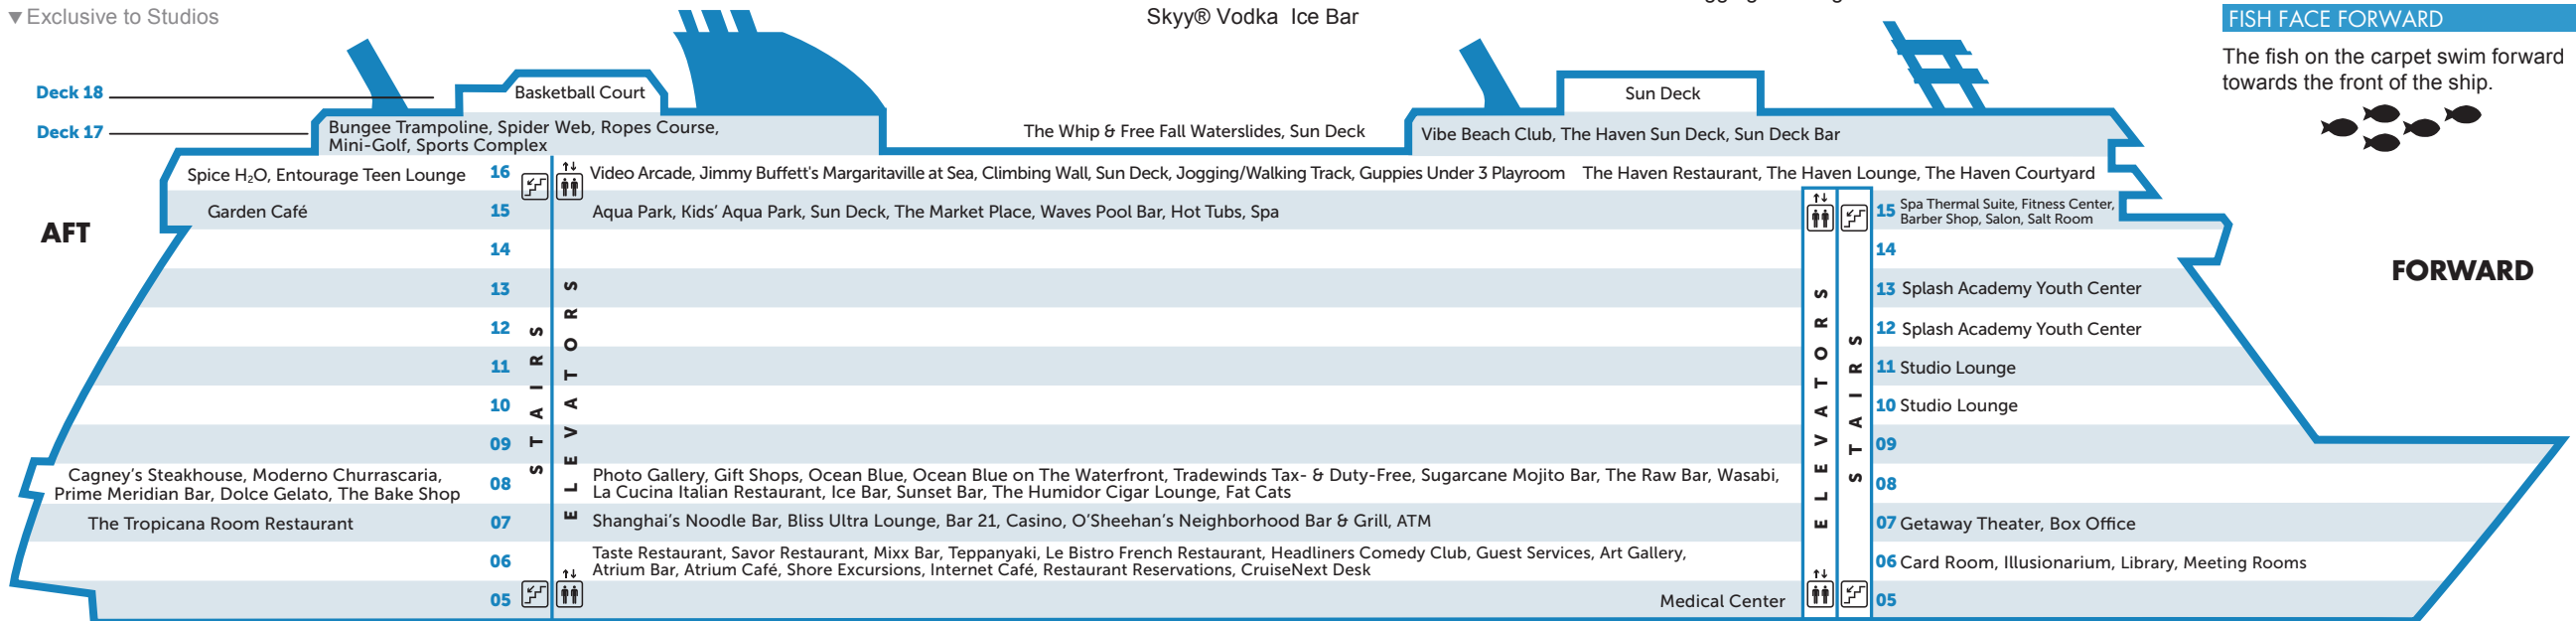 ▼Exclusive to Studios
Skyy® Vodka Ice Bar
FISH FACE FORWARD
The fish on the carpet swim forward
towards the front of the ship.
Deck 18
Basketball Court
Sun Deck
Deck 17
Bungee Trampoline, Spider Web, Ropes Course,
Mini-Golf, Sports Complex
The Whip & Free Fall Waterslides, Sun Deck
Vibe Beach Club, The Haven Sun Deck, Sun Deck Bar
Spice H₂O, Entourage Teen Lounge 16 Video Arcade, Jimmy Buffett's Margaritaville at Sea, Climbing Wall, Sun Deck, Jogging/Walking Track, Guppies Under 3 Playroom The Haven Restaurant, The Haven Lounge, The Haven Courtyard
Garden Café 15 Aqua Park, Kids' Aqua Park, Sun Deck, The Market Place, Waves Pool Bar, Hot Tubs, Spa
15 Spa Thermal Suite, Fitness Center,
Barber Shop, Salon, Salt Room
AFT
FORWARD
14 14
13 13 Splash Academy Youth Center
12 12 Splash Academy Youth Center
11 11 Studio Lounge
10 10 Studio Lounge
09 09
STAIRS
ELEVATORS
ELEVATORS
STAIRS
Cagney's Steakhouse, Moderno Churrascaria,
Prime Meridian Bar, Dolce Gelato, The Bake Shop
08
Photo Gallery, Gift Shops, Ocean Blue, Ocean Blue on The Waterfront, Tradewinds Tax- & Duty-Free, Sugarcane Mojito Bar, The Raw Bar, Wasabi,
La Cucina Italian Restaurant, Ice Bar, Sunset Bar, The Humidor Cigar Lounge, Fat Cats
08
The Tropicana Room Restaurant 07 Shanghai's Noodle Bar, Bliss Ultra Lounge, Bar 21, Casino, O'Sheehan's Neighborhood Bar & Grill, ATM 07 Getaway Theater, Box Office
06
Taste Restaurant, Savor Restaurant, Mixx Bar, Teppanyaki, Le Bistro French Restaurant, Headliners Comedy Club, Guest Services, Art Gallery,
Atrium Bar, Atrium Café, Shore Excursions, Internet Café, Restaurant Reservations, CruiseNext Desk
06 Card Room, Illusionarium, Library, Meeting Rooms
05 Medical Center 05